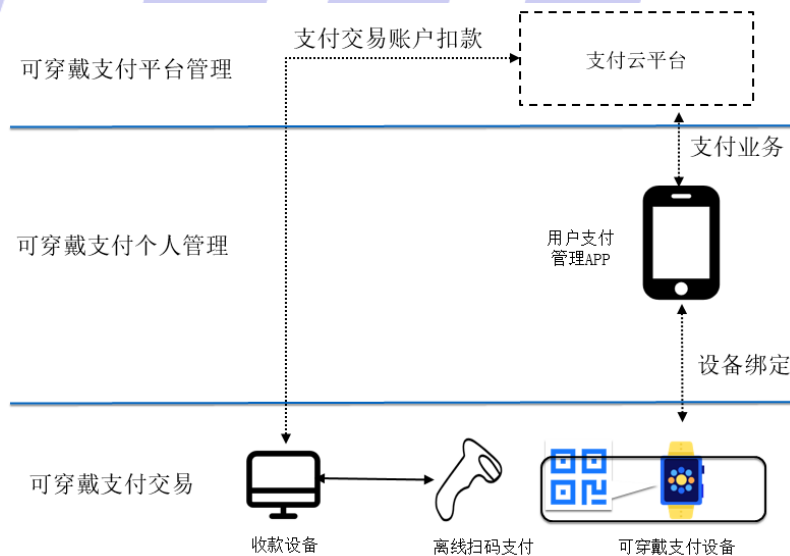 支付交易账户扣款
可穿戴支付平台管理
支付云平台
支付业务
可穿戴支付个人管理
用户支付
管理APP
设备绑定
可穿戴支付交易
收款设备
离线扫码支付
可穿戴支付设备